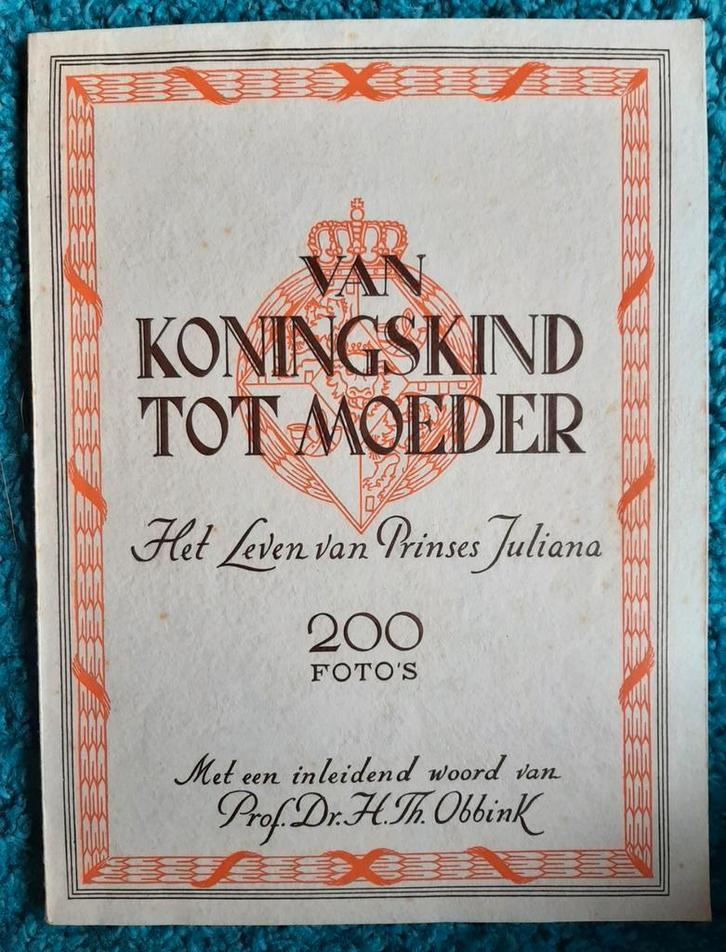 VAN
KONINGSKIND
TOT MOEDER
Het Leven van Prinses Juliana
200
FOTO'S
Met een inleidend woord van
Prof. Dr. H. Th. Obbink